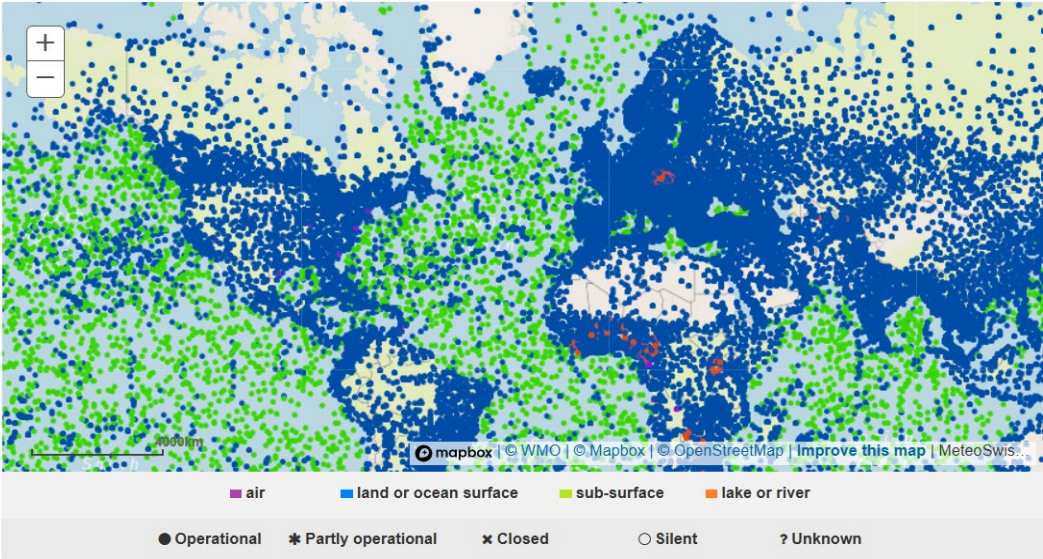 +
−
4000km
mapbox | © WMO | © Mapbox | © OpenStreetMap | Improve this map | MeteoSwis...
air land or ocean surface sub-surface lake or river
Operational Partly operational Closed Silent ? Unknown